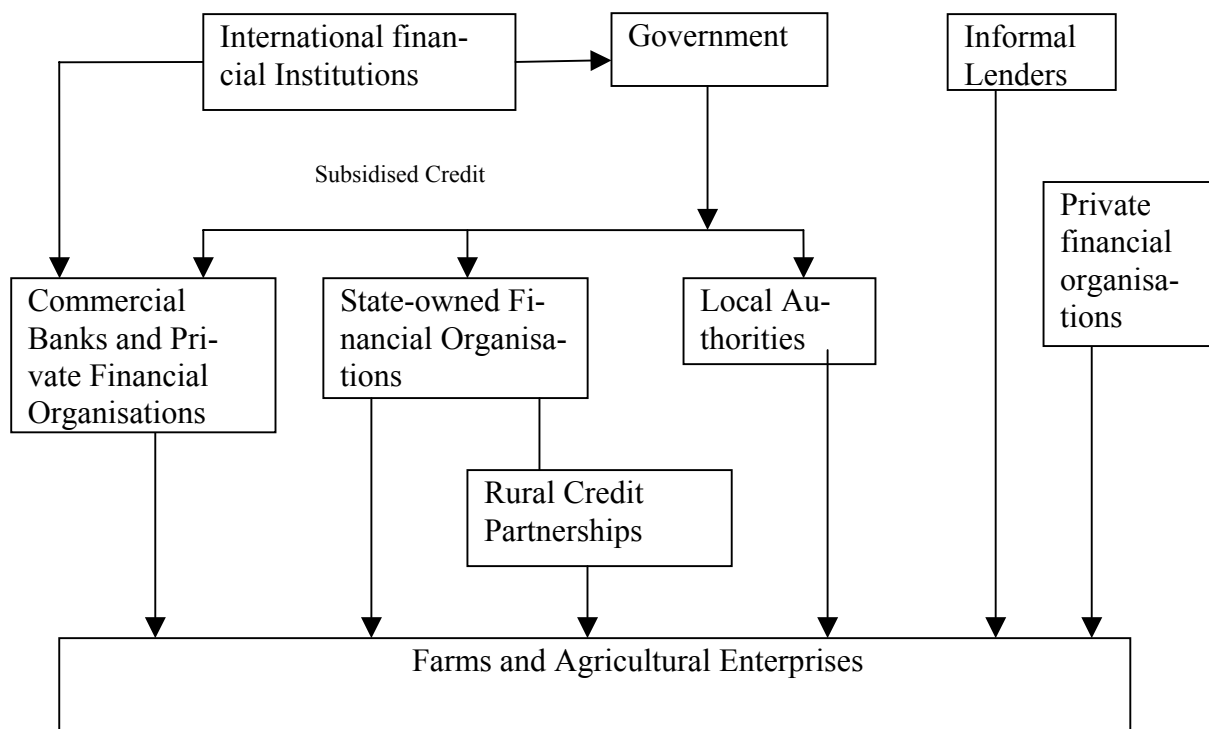 International finan-
cial Institutions
Government
Informal
Lenders
Subsidised Credit
Private
financial
organisa-
tions
Commercial
Banks and Pri-
vate Financial
Organisations
State-owned Fi-
nancial Organisa-
tions
Local Au-
thorities
Rural Credit
Partnerships
Farms and Agricultural Enterprises